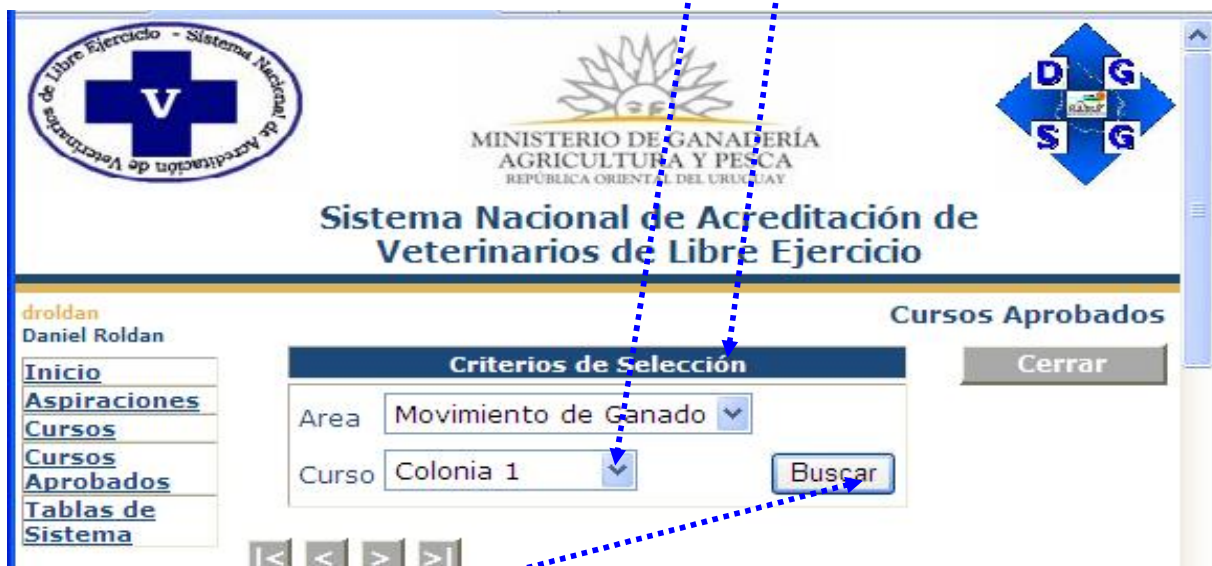 de Libre Ejercicio - Sistema Nacional de Acreditación de Veterinarios
V
MINISTERIO DE GANADERÍA
AGRICULTURA Y PESCA
REPÚBLICA ORIENTAL DEL URUGUAY
D G
S G
Sistema Nacional de Acreditación de
Veterinarios de Libre Ejercicio
droldan
Daniel Roldan
Cursos Aprobados
Inicio
Aspiraciones
Cursos
Cursos
Aprobados
Tablas de
Sistema
Criterios de Selección
Cerrar
Area Movimiento de Ganado
Curso Colonia 1 Buscar
|< < > >|